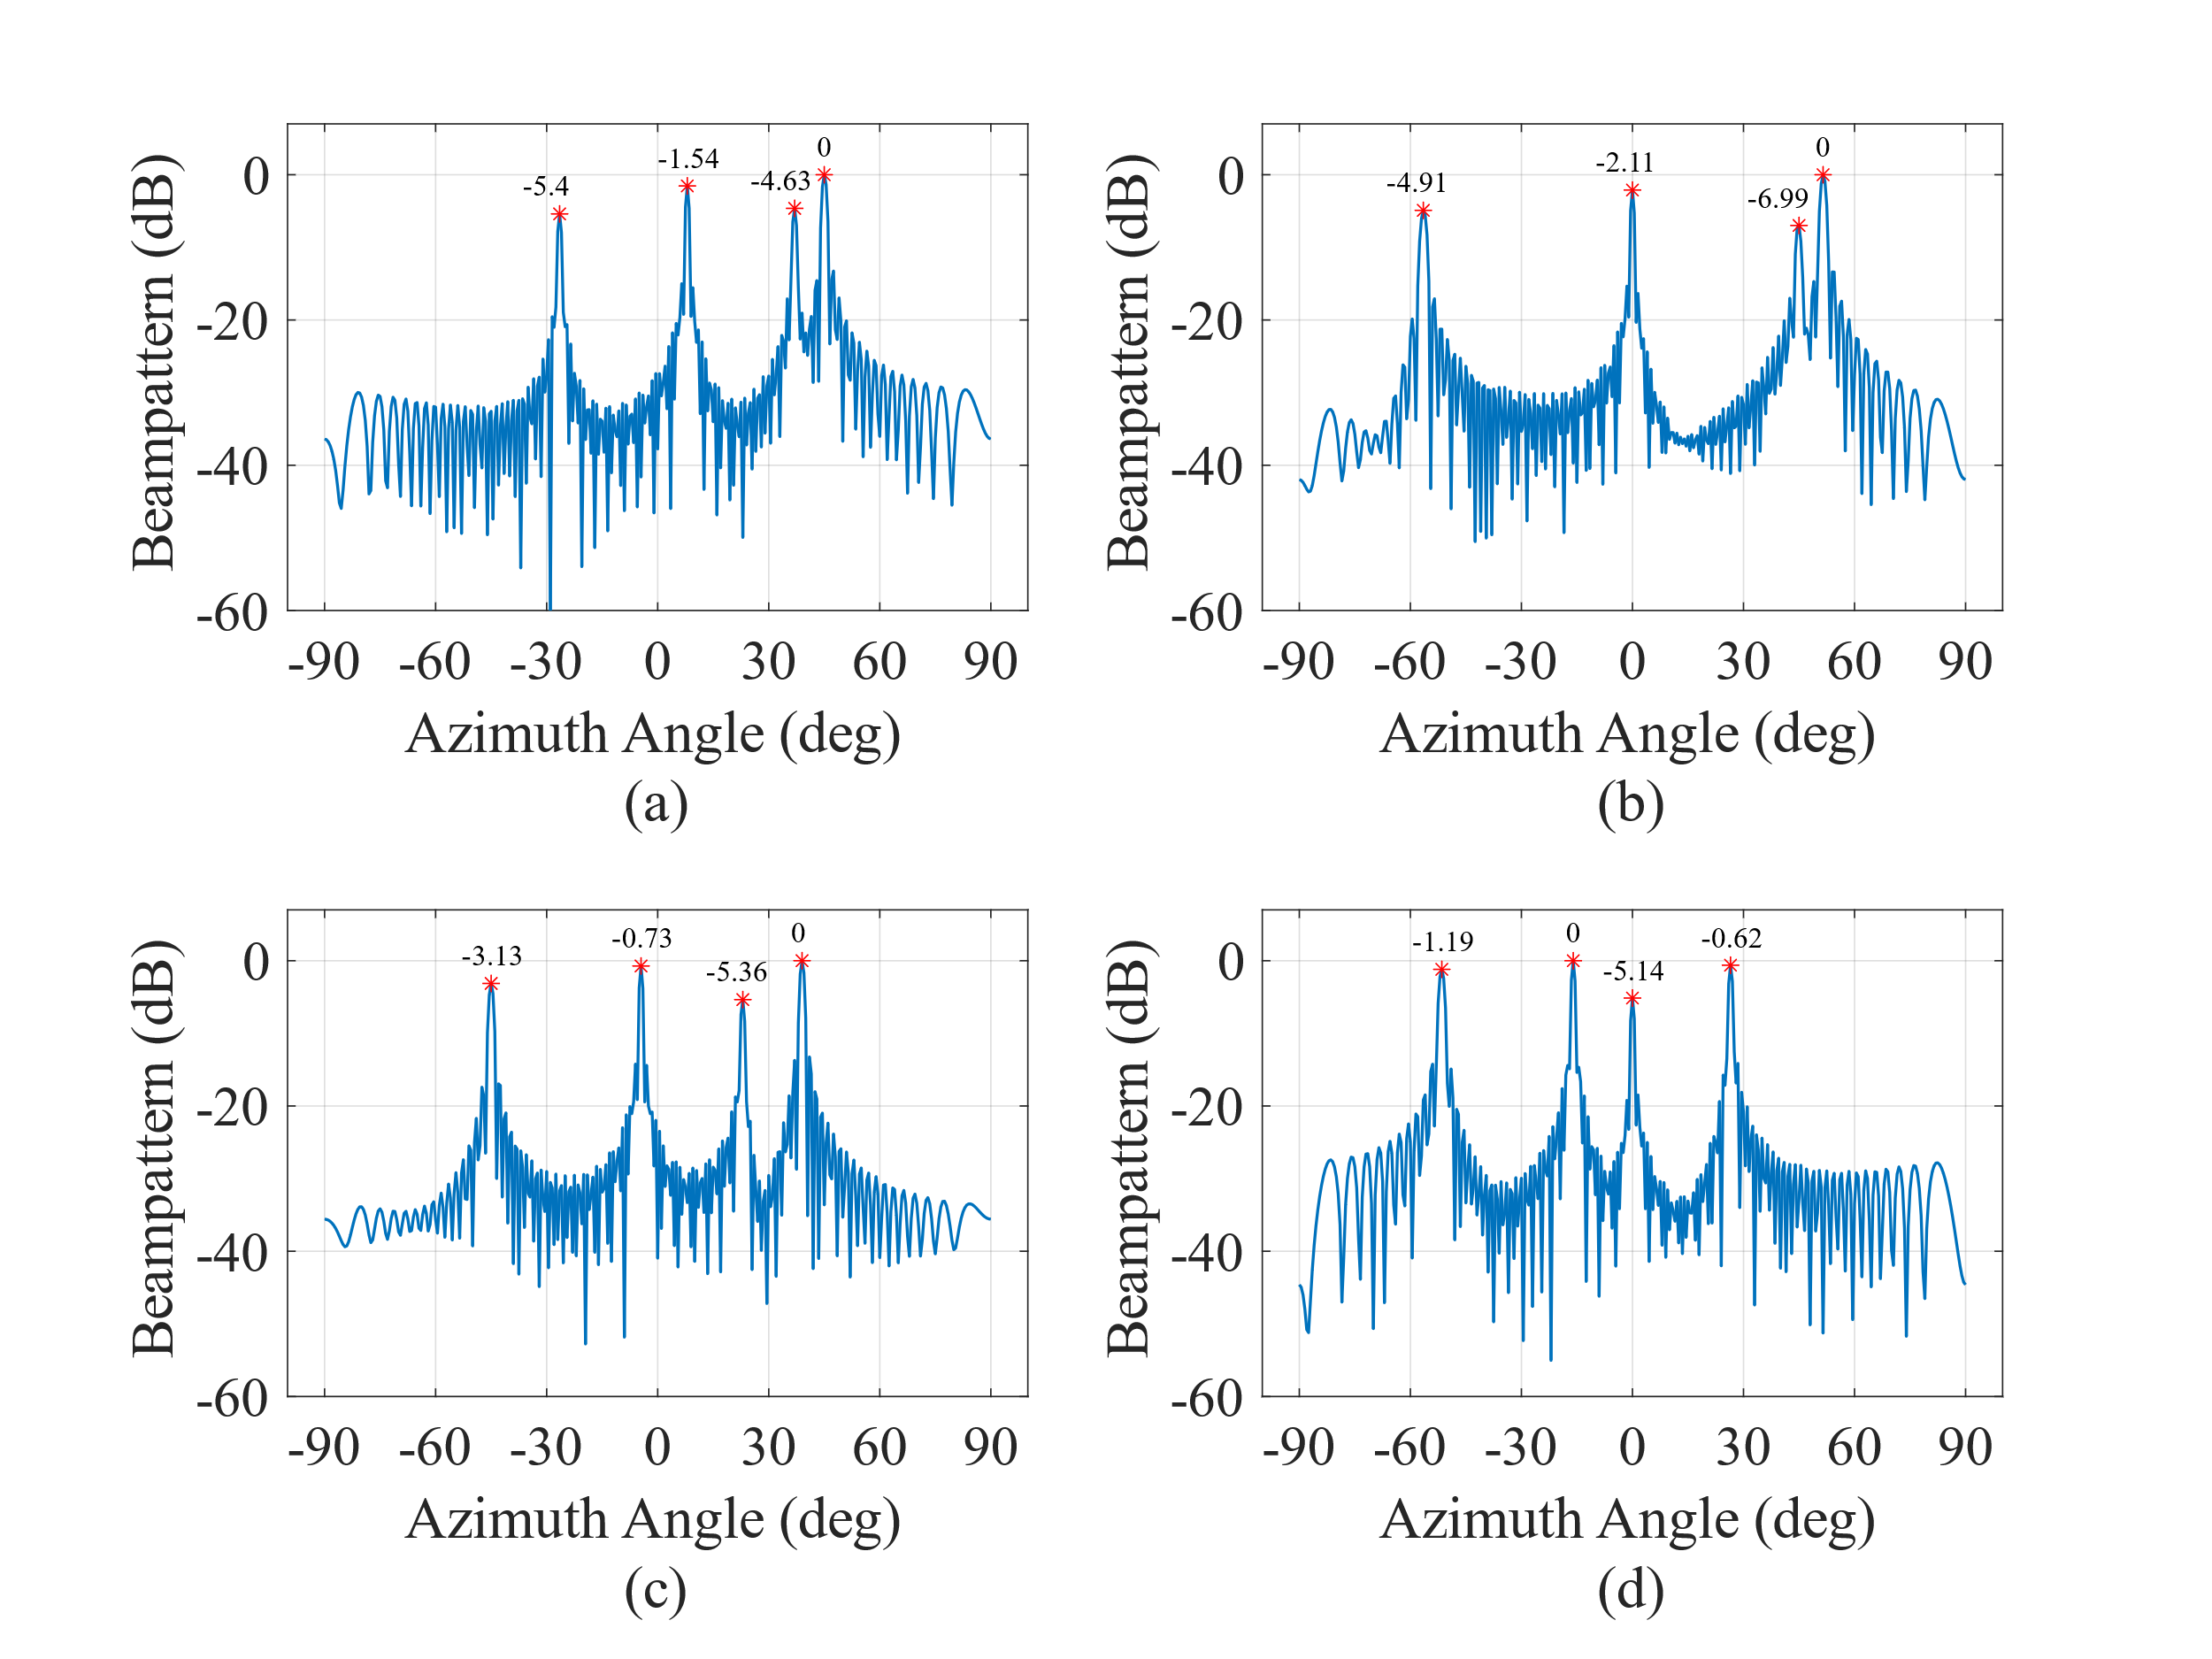 -5.4
-1.54
-4.63
0
0
-20
-40
-60
Beampattern (dB)
-90 -60 -30 0 30 60 90
Azimuth Angle (deg)
(a)
-4.91
-2.11
-6.99
0
0
-20
-40
-60
Beampattern (dB)
-90 -60 -30 0 30 60 90
Azimuth Angle (deg)
(b)
-3.13
-0.73
-5.36
0
0
-20
-40
-60
Beampattern (dB)
-90 -60 -30 0 30 60 90
Azimuth Angle (deg)
(c)
-1.19
0
-5.14
-0.62
0
-20
-40
-60
Beampattern (dB)
-90 -60 -30 0 30 60 90
Azimuth Angle (deg)
(d)